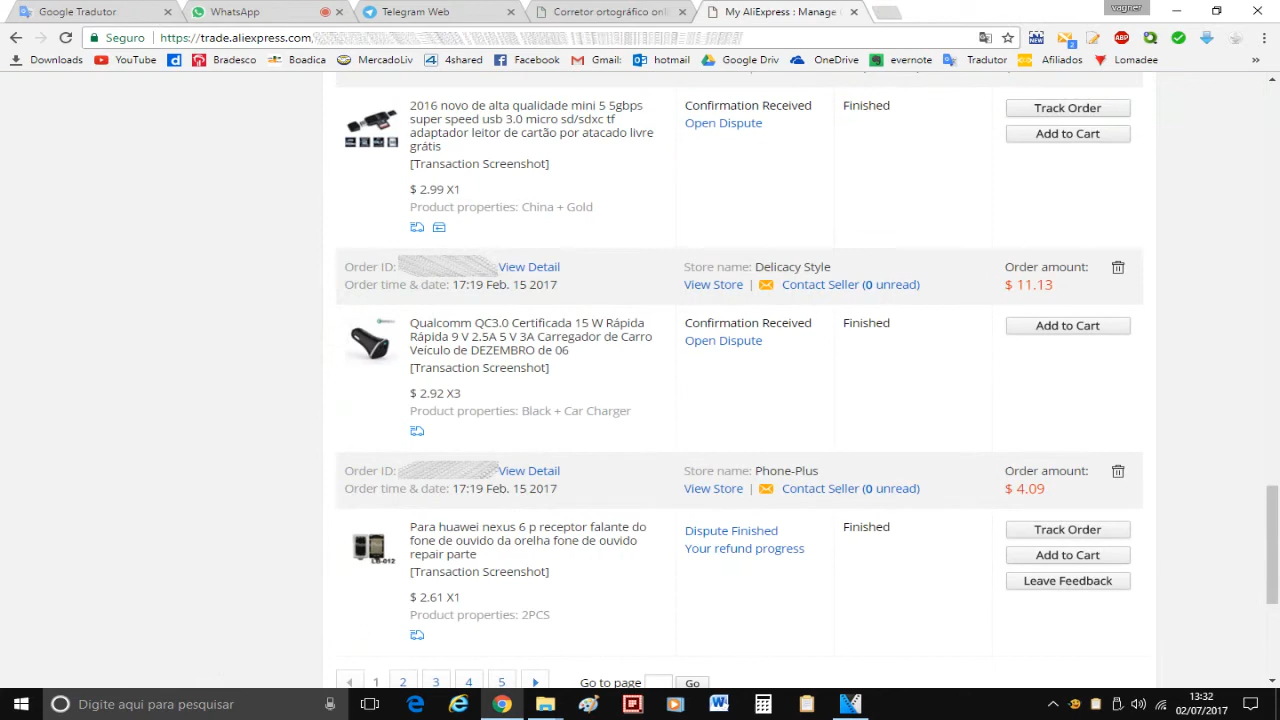 Google Tradutor
WhatsApp
Telegram Web
Corretor ortográfico onli
My AliExpress : Manage
vagner
Seguro
https://trade.aliexpress.com
Downloads YouTube Bradesco Boadica MercadoLiv 4shared Facebook Gmail: hotmail Google Driv OneDrive evernote Tradutor Afiliados Lomadee »
2016 novo de alta qualidade mini 5 5gbps
super speed usb 3.0 micro sd/sdxc tf
adaptador leitor de cartão por atacado livre
grátis
[Transaction Screenshot]
$ 2.99 X1
Product properties: China + Gold
Confirmation Received
Open Dispute
Finished
Track Order
Add to Cart
Order ID: View Detail
Order time & date: 17:19 Feb. 15 2017
Store name: Delicacy Style
View Store | Contact Seller (0 unread)
Order amount:
$ 11.13
Qualcomm QC3.0 Certificada 15 W Rápida
Rápida 9 V 2.5A 5 V 3A Carregador de Carro
Veículo de DEZEMBRO de 06
[Transaction Screenshot]
$ 2.92 X3
Product properties: Black + Car Charger
Confirmation Received
Open Dispute
Finished
Add to Cart
Order ID: View Detail
Order time & date: 17:19 Feb. 15 2017
Store name: Phone-Plus
View Store | Contact Seller (0 unread)
Order amount:
$ 4.09
LB-012
Para huawei nexus 6 p receptor falante do
fone de ouvido da orelha fone de ouvido
repair parte
[Transaction Screenshot]
$ 2.61 X1
Product properties: 2PCS
Dispute Finished
Your refund progress
Finished
Track Order
Add to Cart
Leave Feedback
1 2 3 4 5 Go to page Go
Digite aqui para pesquisar
13:32
02/07/2017